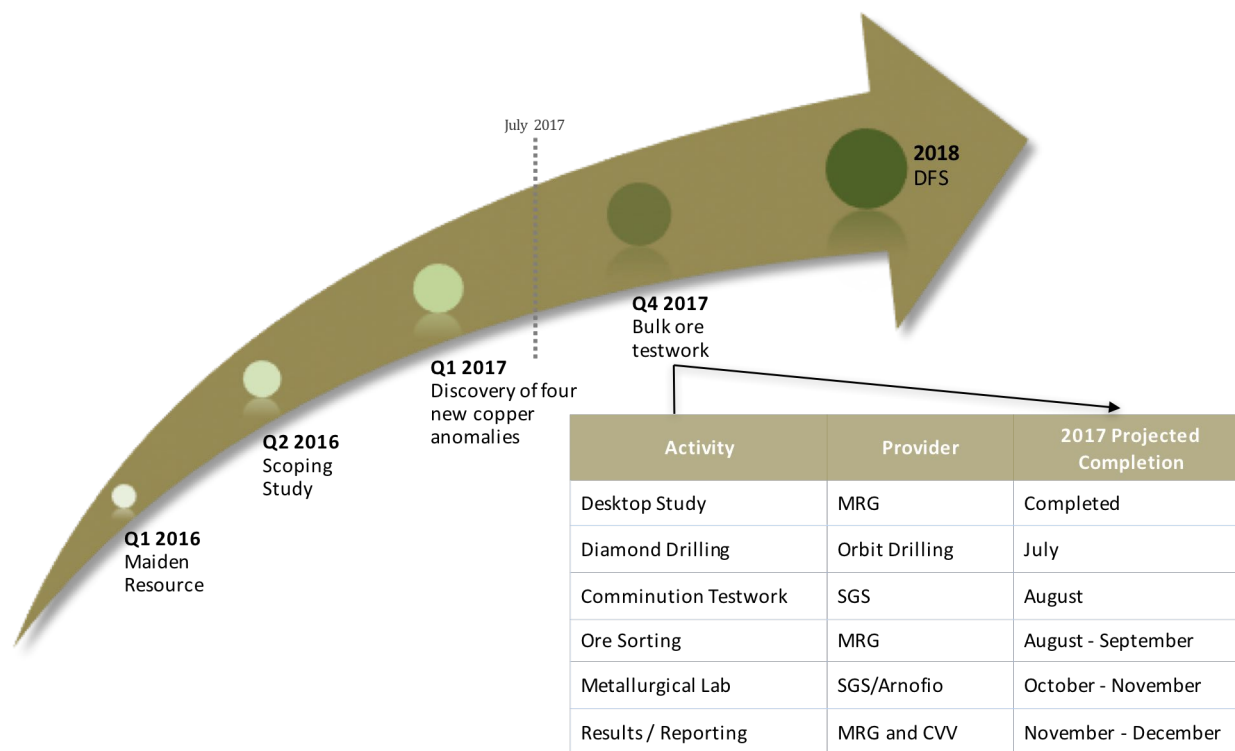 July 2017
2018
DFS
Q4 2017
Bulk ore
testwork
Q1 2017
Discovery of four
new copper
anomalies
Q2 2016
Scoping
Study
Q1 2016
Maiden
Resource
Activity Provider 2017 Projected
Completion
Desktop Study MRG Completed
Diamond Drilling Orbit Drilling July
Comminution Testwork SGS August
Ore Sorting MRG August - September
Metallurgical Lab SGS/Arnofio October - November
Results / Reporting MRG and CVV November - December